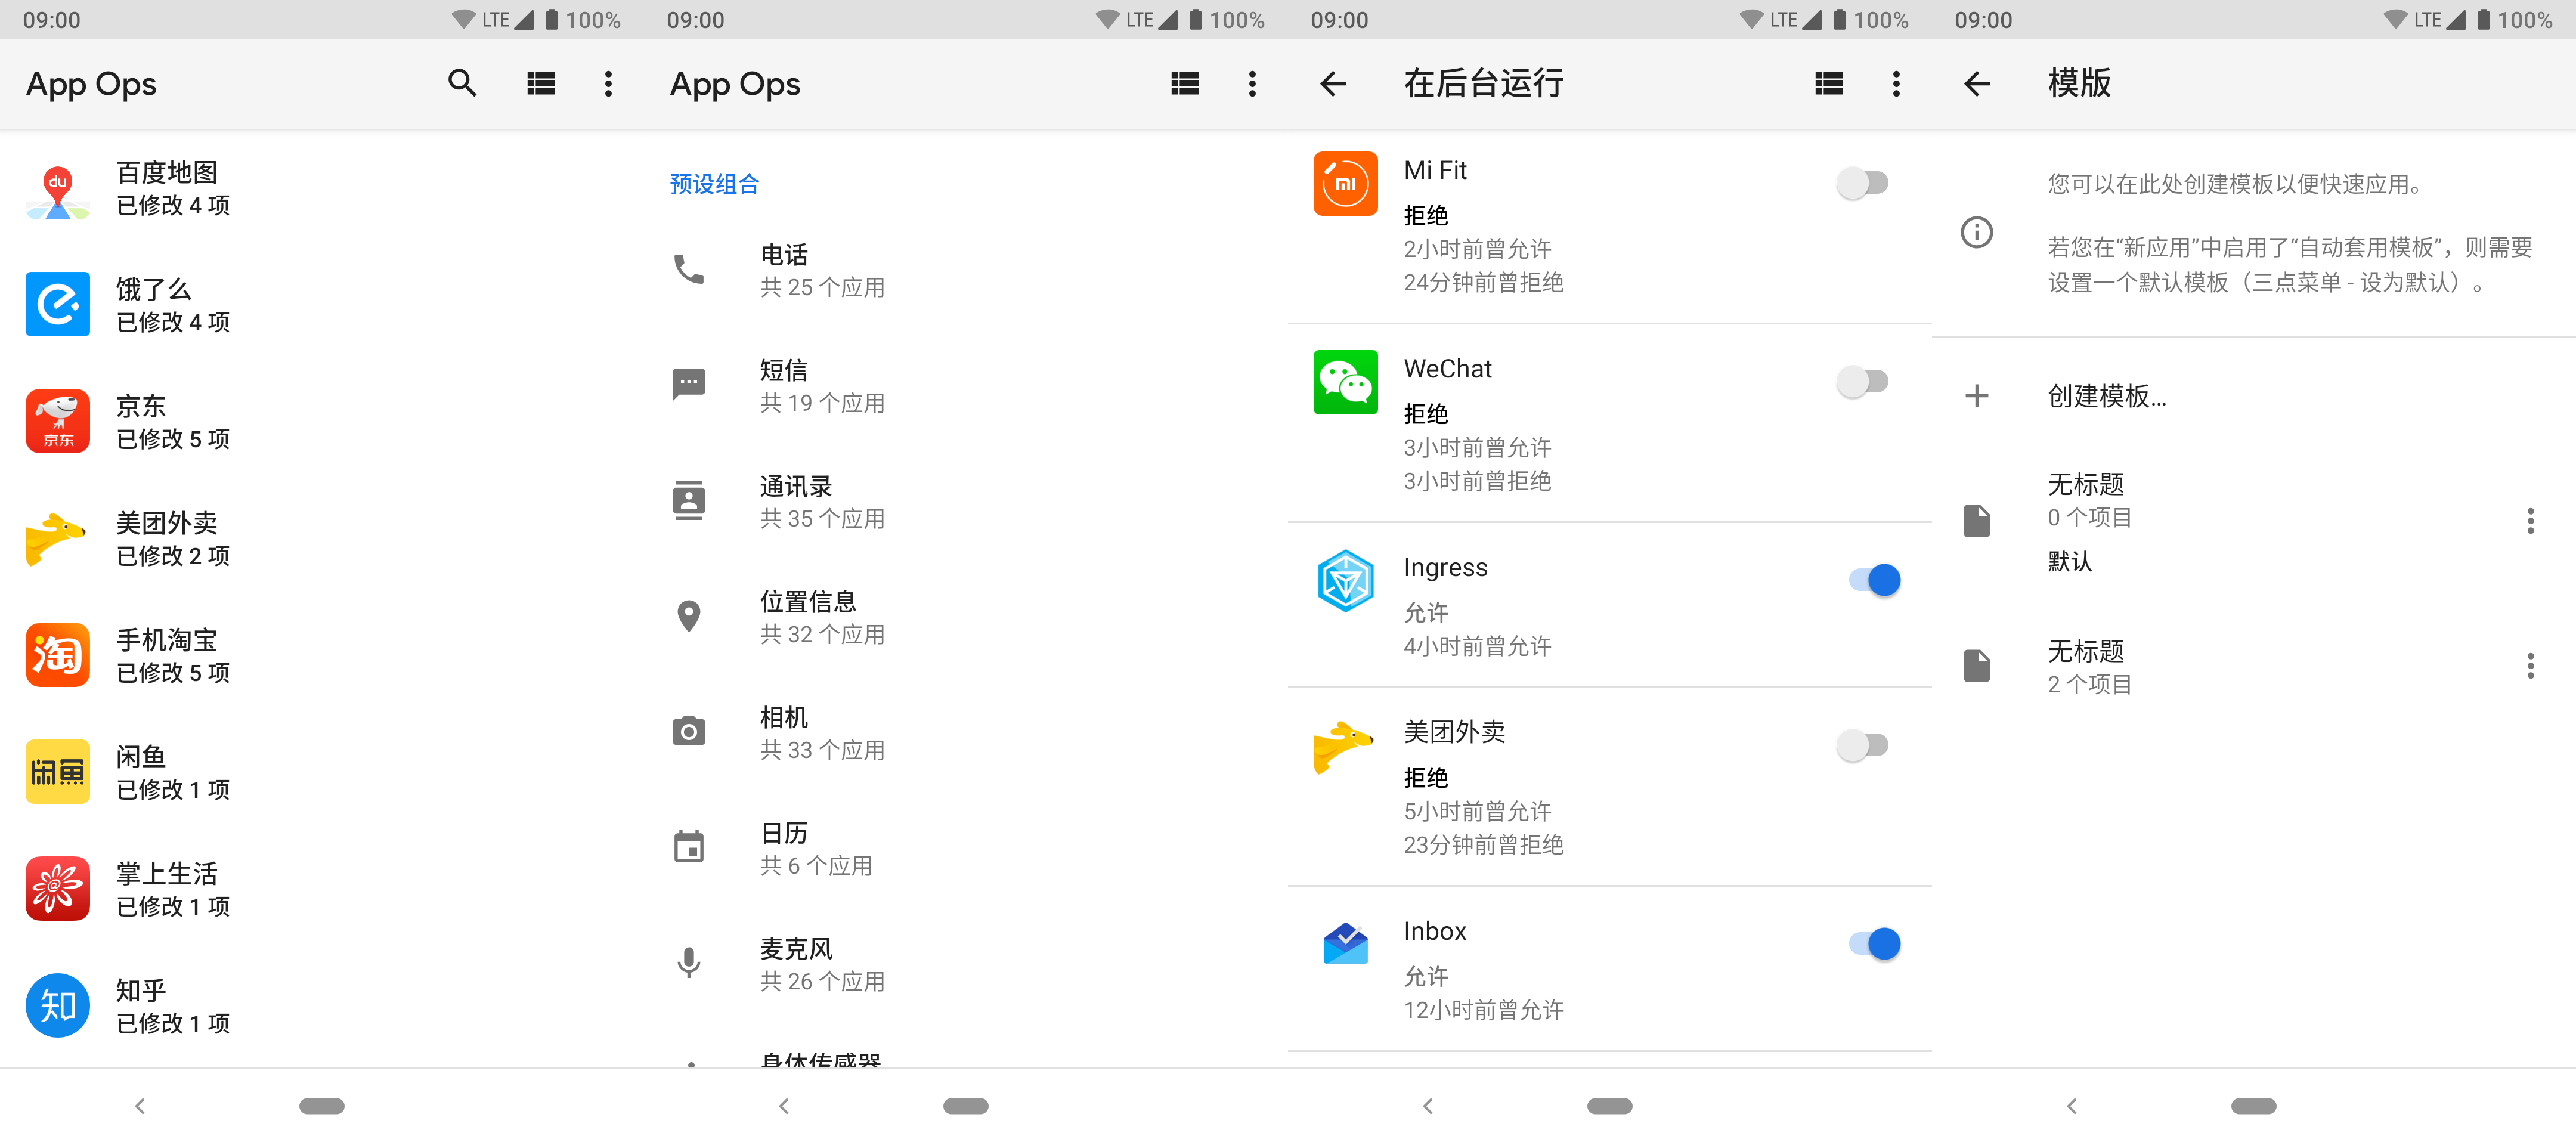 09:00
LTE 100%
App Ops
du
百度地图
已修改 4 项
饿了么
已修改 4 项
京东
京东
已修改 5 项
美团外卖
已修改 2 项
淘
手机淘宝
已修改 5 项
闲鱼
闲鱼
已修改 1 项
掌上生活
已修改 1 项
知
知乎
已修改 1 项
09:00
LTE 100%
App Ops
预设组合
电话
共 25 个应用
短信
共 19 个应用
通讯录
共 35 个应用
位置信息
共 32 个应用
相机
共 33 个应用
日历
共 6 个应用
麦克风
共 26 个应用
身体传感器
09:00
LTE 100%
在后台运行
MI
Mi Fit
拒绝
2小时前曾允许
24分钟前曾拒绝
WeChat
拒绝
3小时前曾允许
3小时前曾拒绝
Ingress
允许
4小时前曾允许
美团外卖
拒绝
5小时前曾允许
23分钟前曾拒绝
Inbox
允许
12小时前曾允许
09:00
LTE 100%
模版
您可以在此处创建模板以便快速应用。
若您在“新应用”中启用了“自动套用模板”，则需要
设置一个默认模板（三点菜单 - 设为默认）。
创建模板...
无标题
0 个项目
默认
无标题
2 个项目